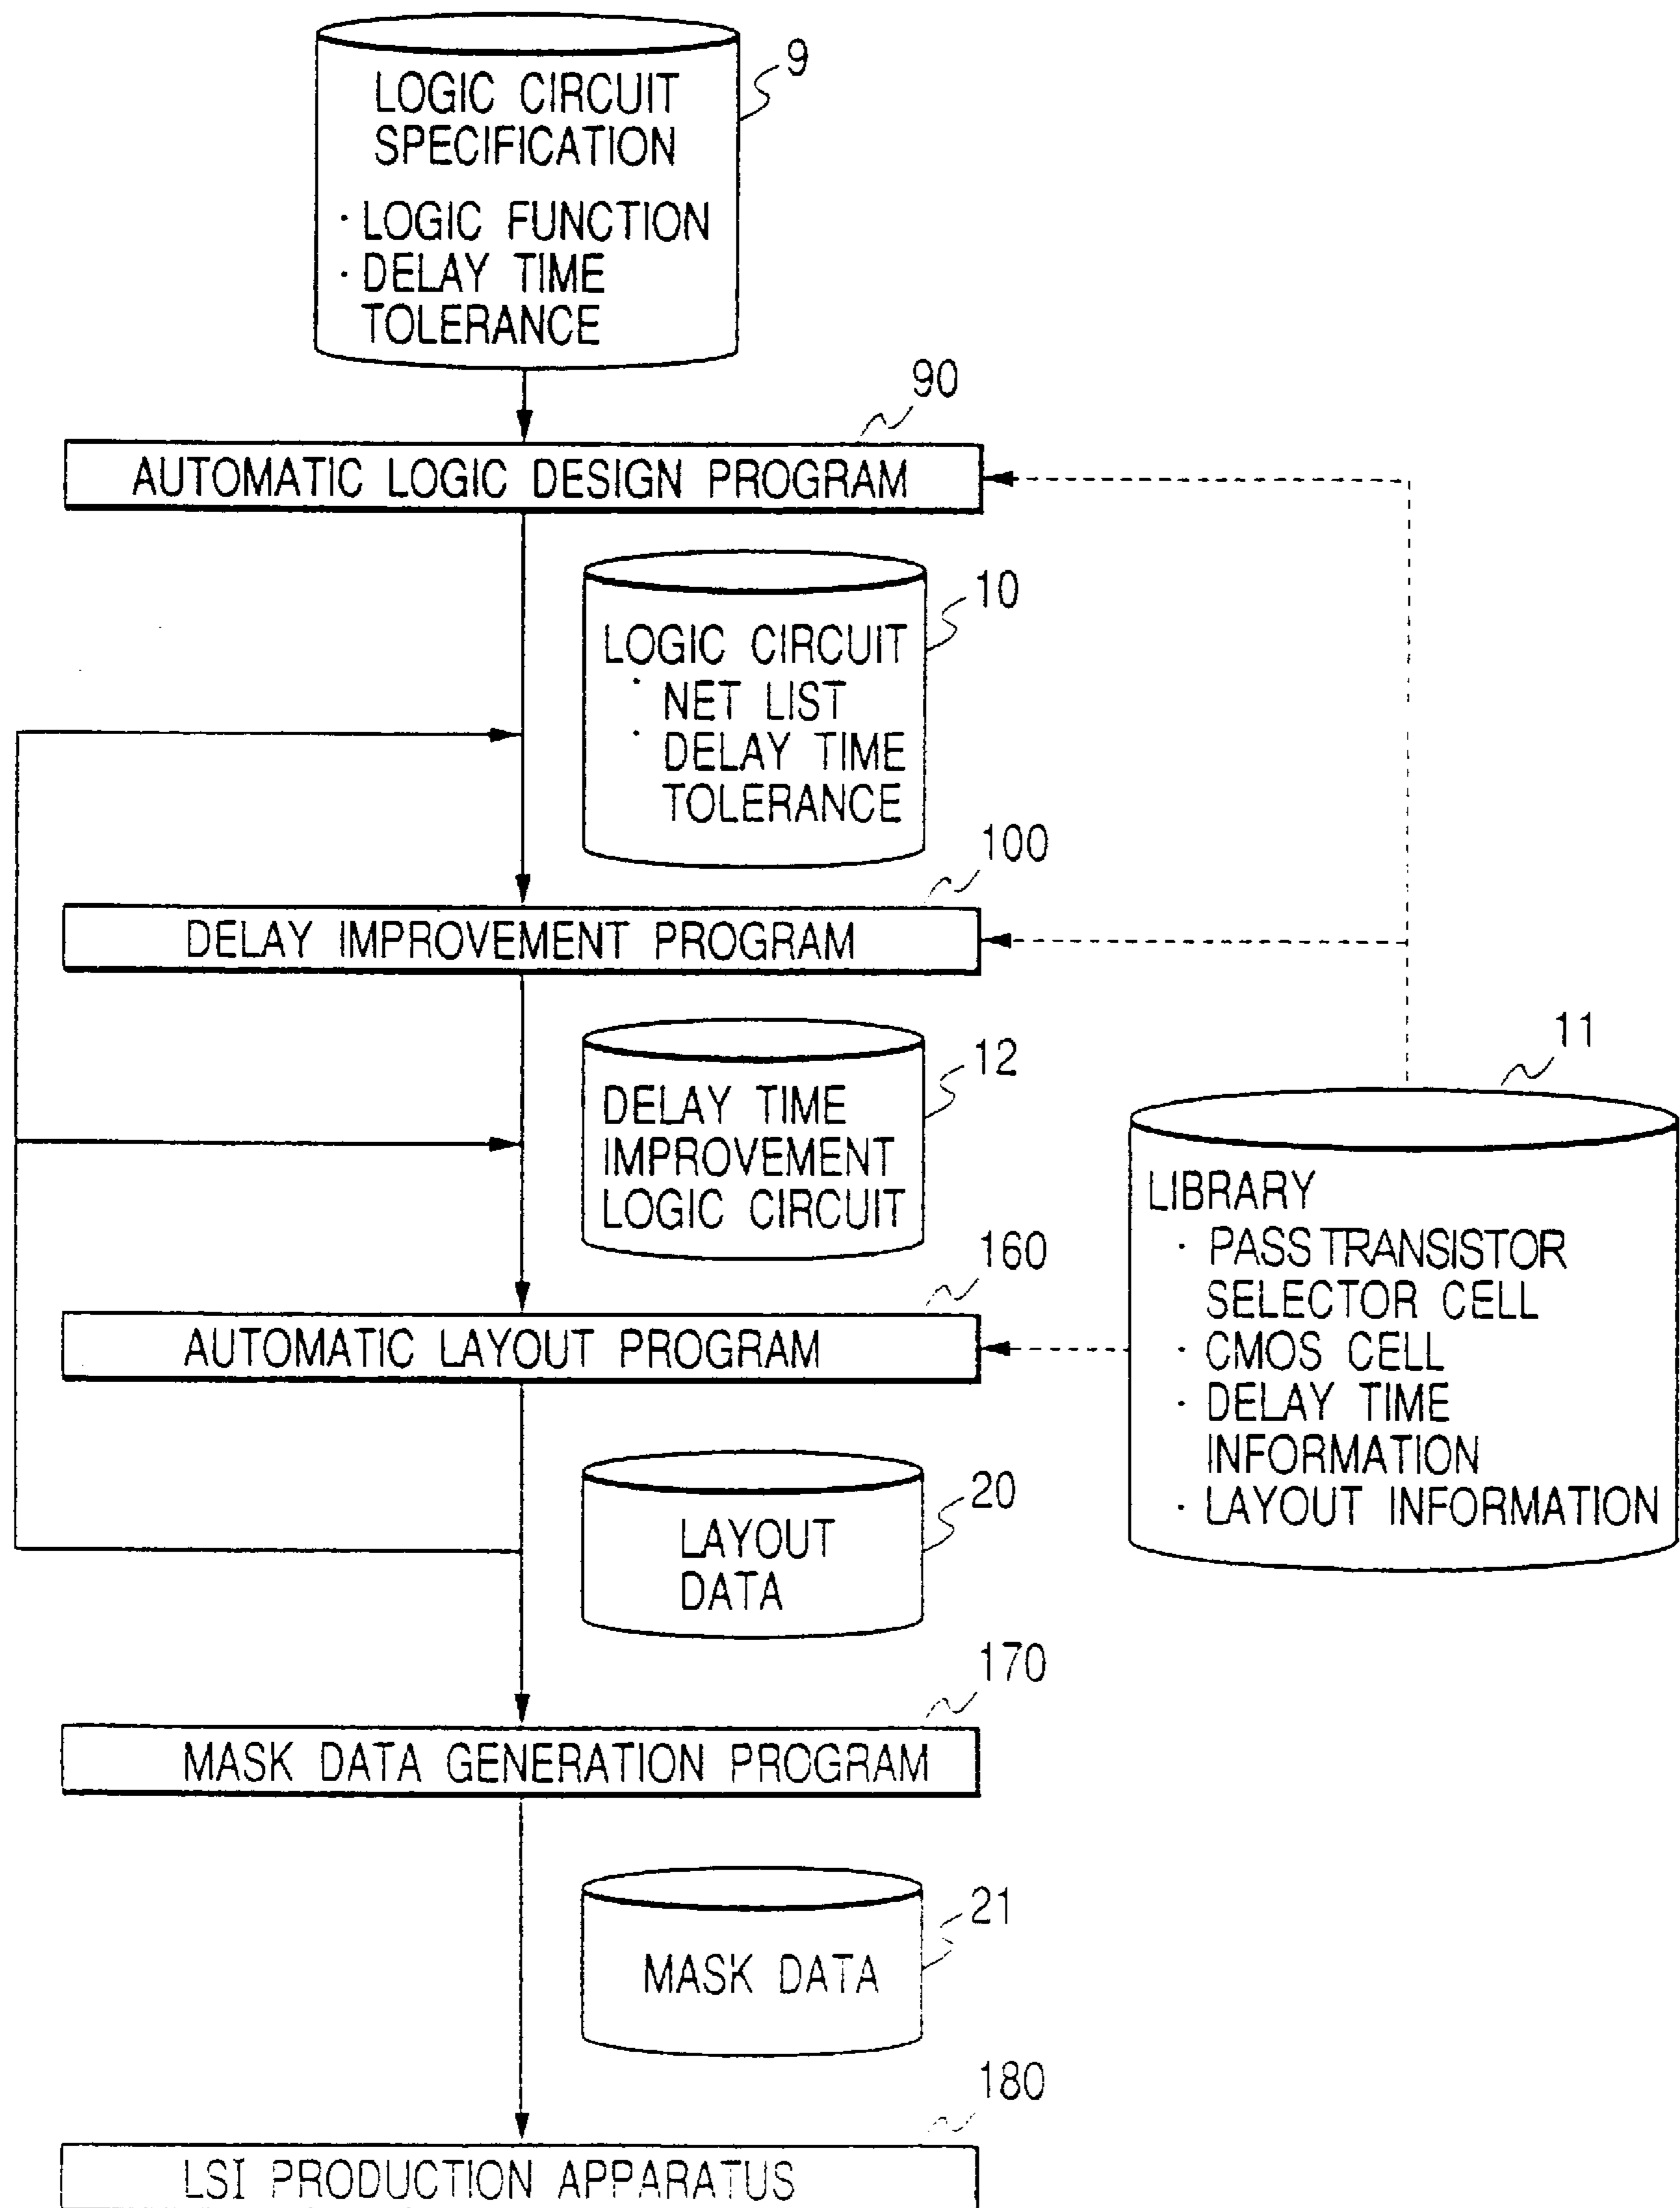 LOGIC CIRCUIT
SPECIFICATION
· LOGIC FUNCTION
· DELAY TIME
TOLERANCE
9
90
AUTOMATIC LOGIC DESIGN PROGRAM
10
LOGIC CIRCUIT
· NET LIST
· DELAY TIME
TOLERANCE
100
DELAY IMPROVEMENT PROGRAM
12
DELAY TIME
IMPROVEMENT
LOGIC CIRCUIT
11
LIBRARY
· PASS TRANSISTOR
SELECTOR CELL
· CMOS CELL
· DELAY TIME
INFORMATION
· LAYOUT INFORMATION
160
AUTOMATIC LAYOUT PROGRAM
20
LAYOUT
DATA
170
MASK DATA GENERATION PROGRAM
21
MASK DATA
180
LSI PRODUCTION APPARATUS